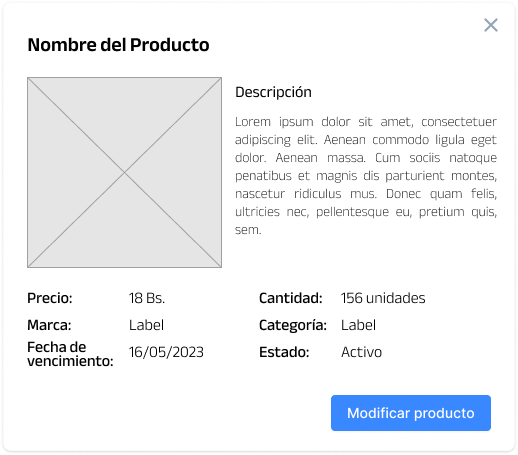 Nombre del Producto
Descripción
Lorem ipsum dolor sit amet, consectetuer
adipiscing elit. Aenean commodo ligula eget
dolor. Aenean massa. Cum sociis natoque
penatibus et magnis dis parturient montes,
nascetur ridiculus mus. Donec quam felis,
ultricies nec, pellentesque eu, pretium quis,
sem.
Precio: 18 Bs. Cantidad: 156 unidades
Marca: Label Categoría: Label
Fecha de
vencimiento: 16/05/2023 Estado: Activo
Modificar producto